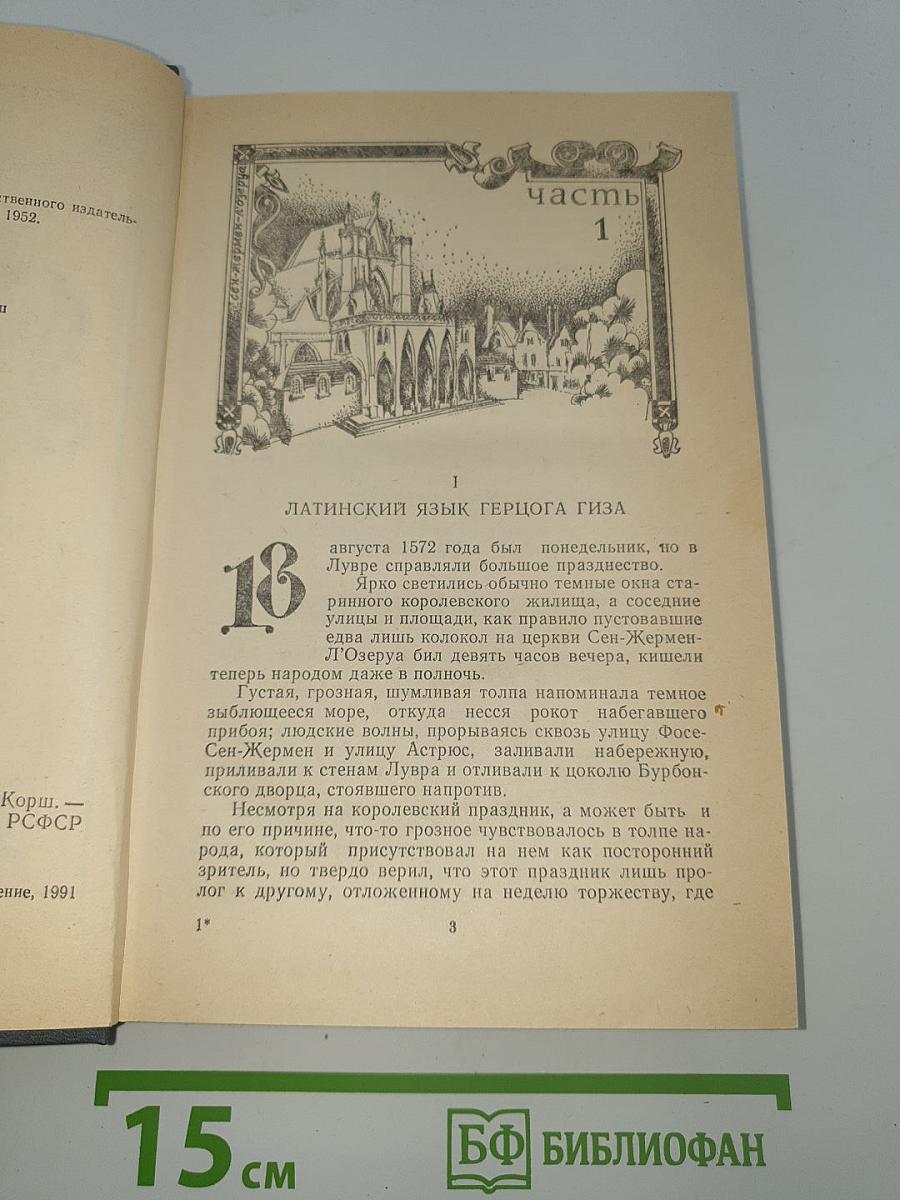 ственного издатель-
1952.
Корш. —
РСФСР
ение, 1991
сен-жермен-л'озеруа
часть
1
I
ЛАТИНСКИЙ ЯЗЫК ГЕРЦОГА ГИЗА
18 августа 1572 года был понедельник, но в
Лувре справляли большое празднество.
Ярко светились обычно темные окна ста-
ринного королевского жилища, а соседние
улицы и площади, как правило пустовавшие
едва лишь колокол на церкви Сен-Жермен-
Л'Озеруа бил девять часов вечера, кишели
теперь народом даже в полночь.
Густая, грозная, шумливая толпа напоминала темное
зыблющееся море, откуда несся рокот набегавшего
прибоя; людские волны, прорываясь сквозь улицу Фосе-
Сен-Жермен и улицу Астрюс, заливали набережную,
приливали к стенам Лувра и отливали к цоколю Бурбон-
ского дворца, стоявшего напротив.
Несмотря на королевский праздник, а может быть и
по его причине, что-то грозное чувствовалось в толпе на-
рода, который присутствовал на нем как посторонний
зритель, но твердо верил, что этот праздник лишь про-
лог к другому, отложенному на неделю торжеству, где
1*
3
15 см
БФ БИБЛИОФАН